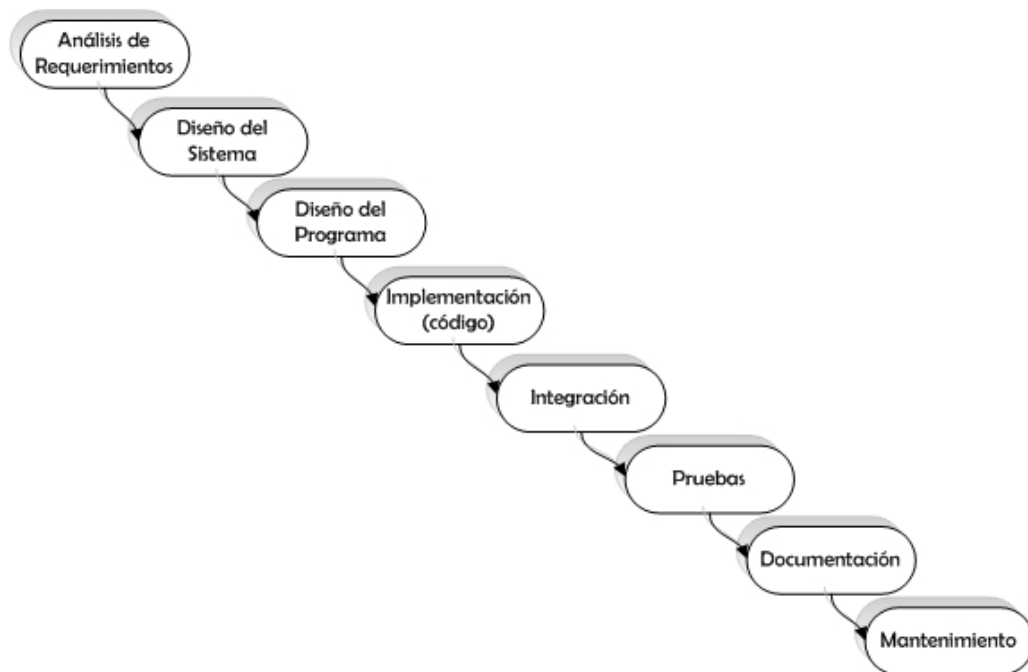 Análisis de
Requerimientos
Diseño del
Sistema
Diseño del
Programa
Implementación
(código)
Integración
Pruebas
Documentación
Mantenimiento